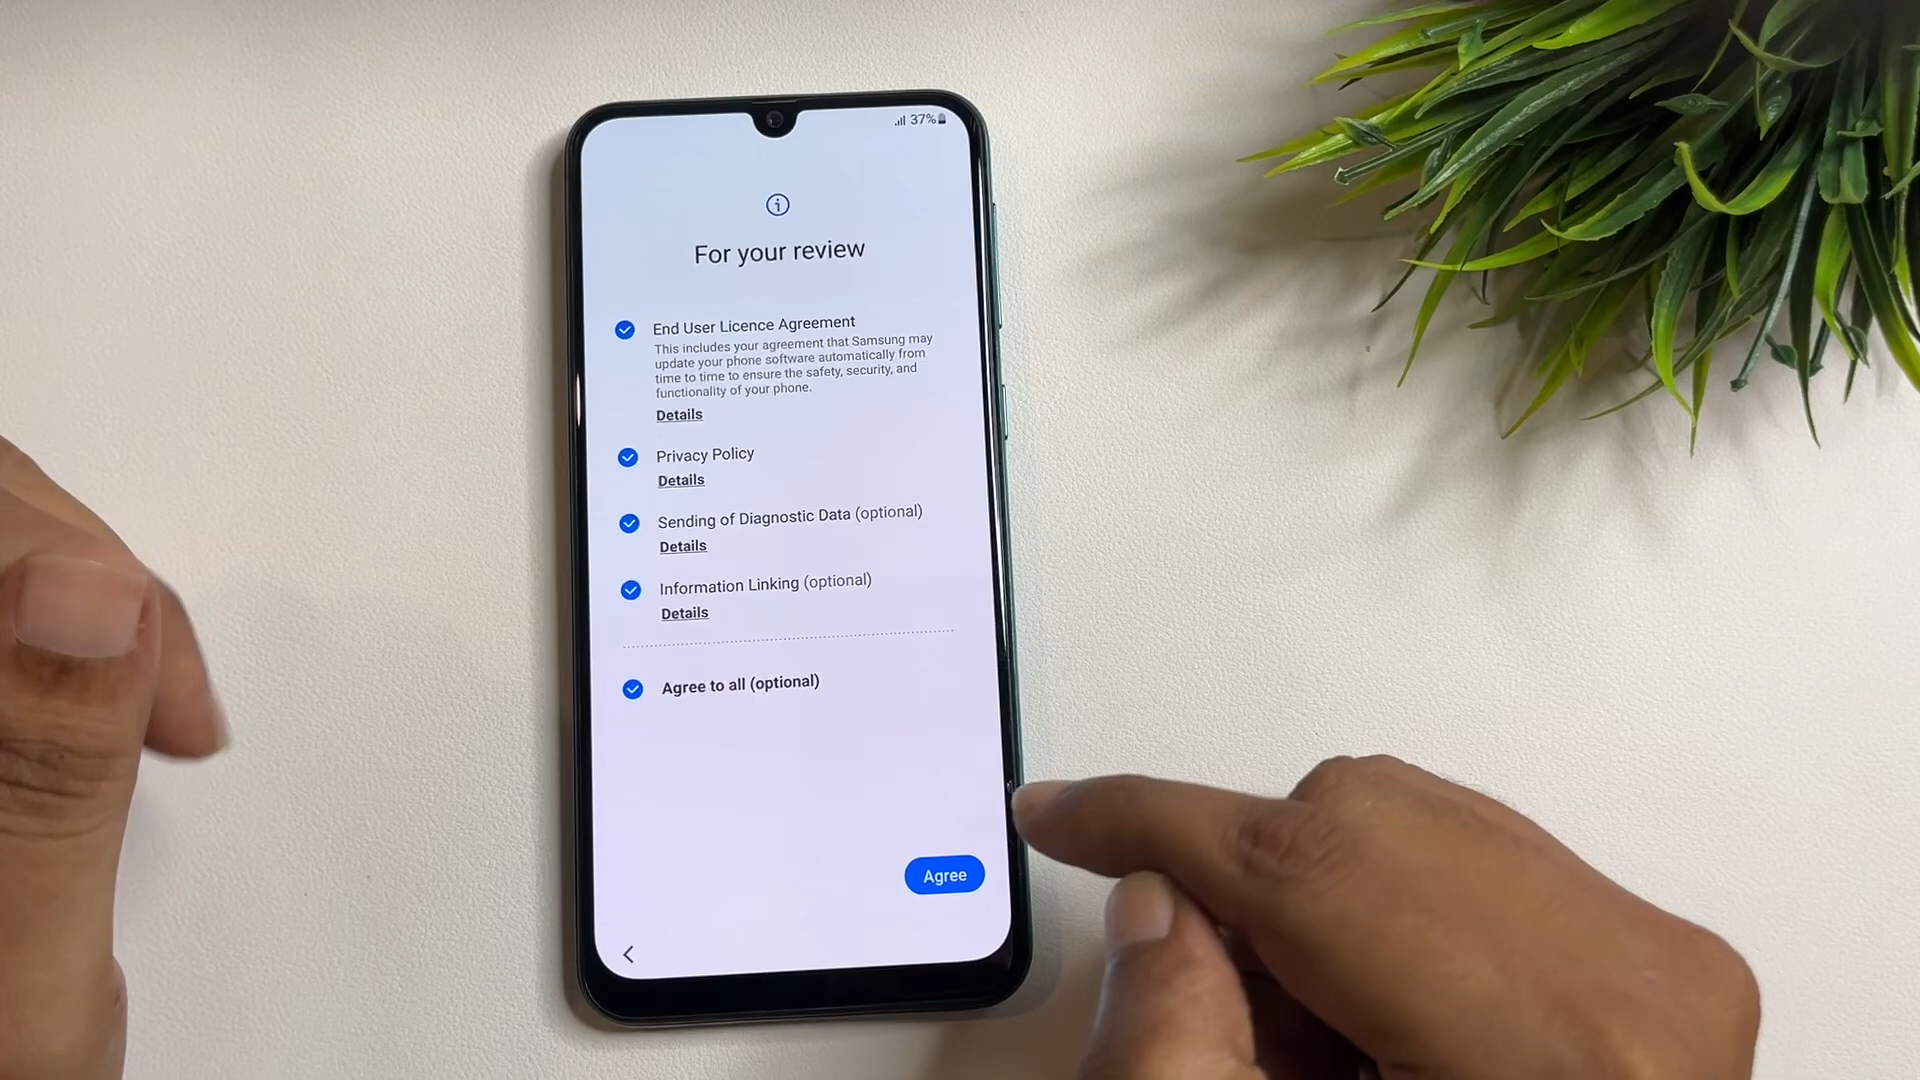 37%
For your review
End User Licence Agreement
This includes your agreement that Samsung may
update your phone software automatically from
time to time to ensure the safety, security, and
functionality of your phone.
Details
Privacy Policy
Details
Sending of Diagnostic Data (optional)
Details
Information Linking (optional)
Details
Agree to all (optional)
Agree